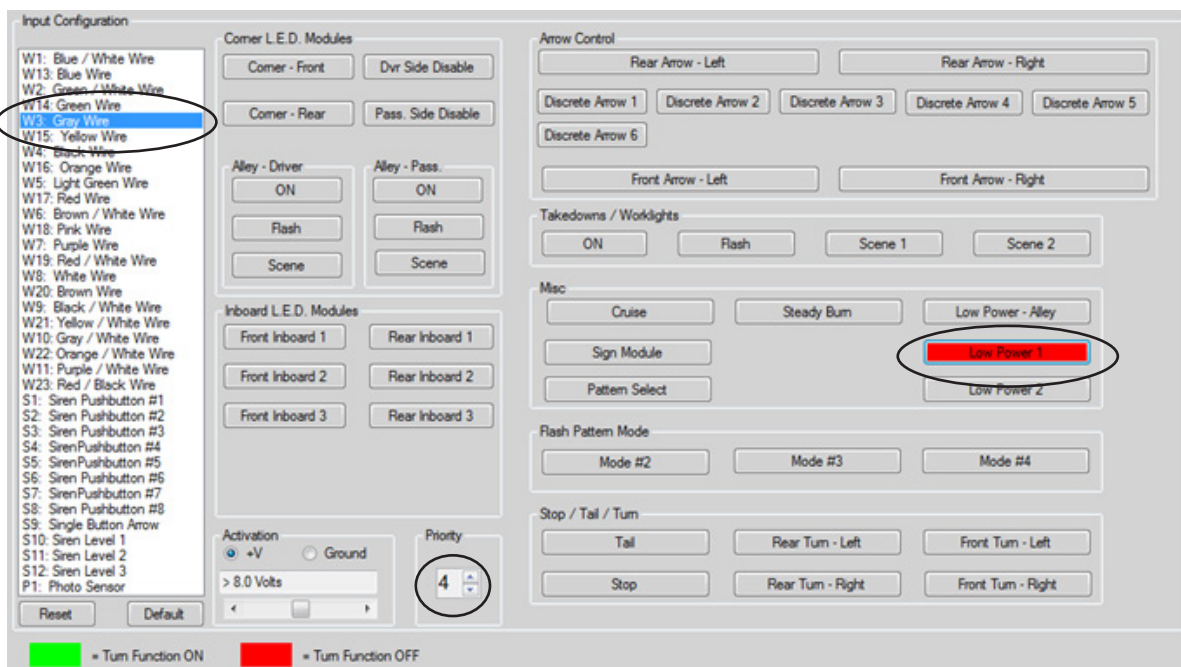 Input Configuration
W1: Blue / White Wire
W13: Blue Wire
W2: Green / White Wire
W14: Green Wire
W3: Gray Wire
W15: Yellow Wire
W4: Black Wire
W16: Orange Wire
W5: Light Green Wire
W17: Red Wire
W6: Brown / White Wire
W18: Pink Wire
W7: Purple Wire
W19: Red / White Wire
W8: White Wire
W20: Brown Wire
W9: Black / White Wire
W21: Yellow / White Wire
W10: Gray / White Wire
W22: Orange / White Wire
W11: Purple / White Wire
W23: Red / Black Wire
S1: Siren Pushbutton #1
S2: Siren Pushbutton #2
S3: Siren Pushbutton #3
S4: SirenPushbutton #4
S5: SirenPushbutton #5
S6: Siren Pushbutton #6
S7: SirenPushbutton #7
S8: Siren Pushbutton #8
S9: Single Button Arrow
S10: Siren Level 1
S11: Siren Level 2
S12: Siren Level 3
P1: Photo Sensor
Reset Default
Corner L.E.D. Modules
Corner - Front Dvr Side Disable
Corner - Rear Pass. Side Disable
Alley - Driver Alley - Pass.
ON ON
Flash Flash
Scene Scene
Inboard L.E.D. Modules
Front Inboard 1 Rear Inboard 1
Front Inboard 2 Rear Inboard 2
Front Inboard 3 Rear Inboard 3
Activation Priority
+V Ground
> 8.0 Volts 4
Arrow Control
Rear Arrow - Left Rear Arrow - Right
Discrete Arrow 1 Discrete Arrow 2 Discrete Arrow 3 Discrete Arrow 4 Discrete Arrow 5
Discrete Arrow 6
Front Arrow - Left Front Arrow - Right
Takedowns / Worklights
ON Flash Scene 1 Scene 2
Misc
Cruise Steady Burn Low Power - Alley
Sign Module Low Power 1
Pattern Select Low Power 2
Flash Pattern Mode
Mode #2 Mode #3 Mode #4
Stop / Tail / Turn
Tail Rear Turn - Left Front Turn - Left
Stop Rear Turn - Right Front Turn - Right
= Turn Function ON = Turn Function OFF